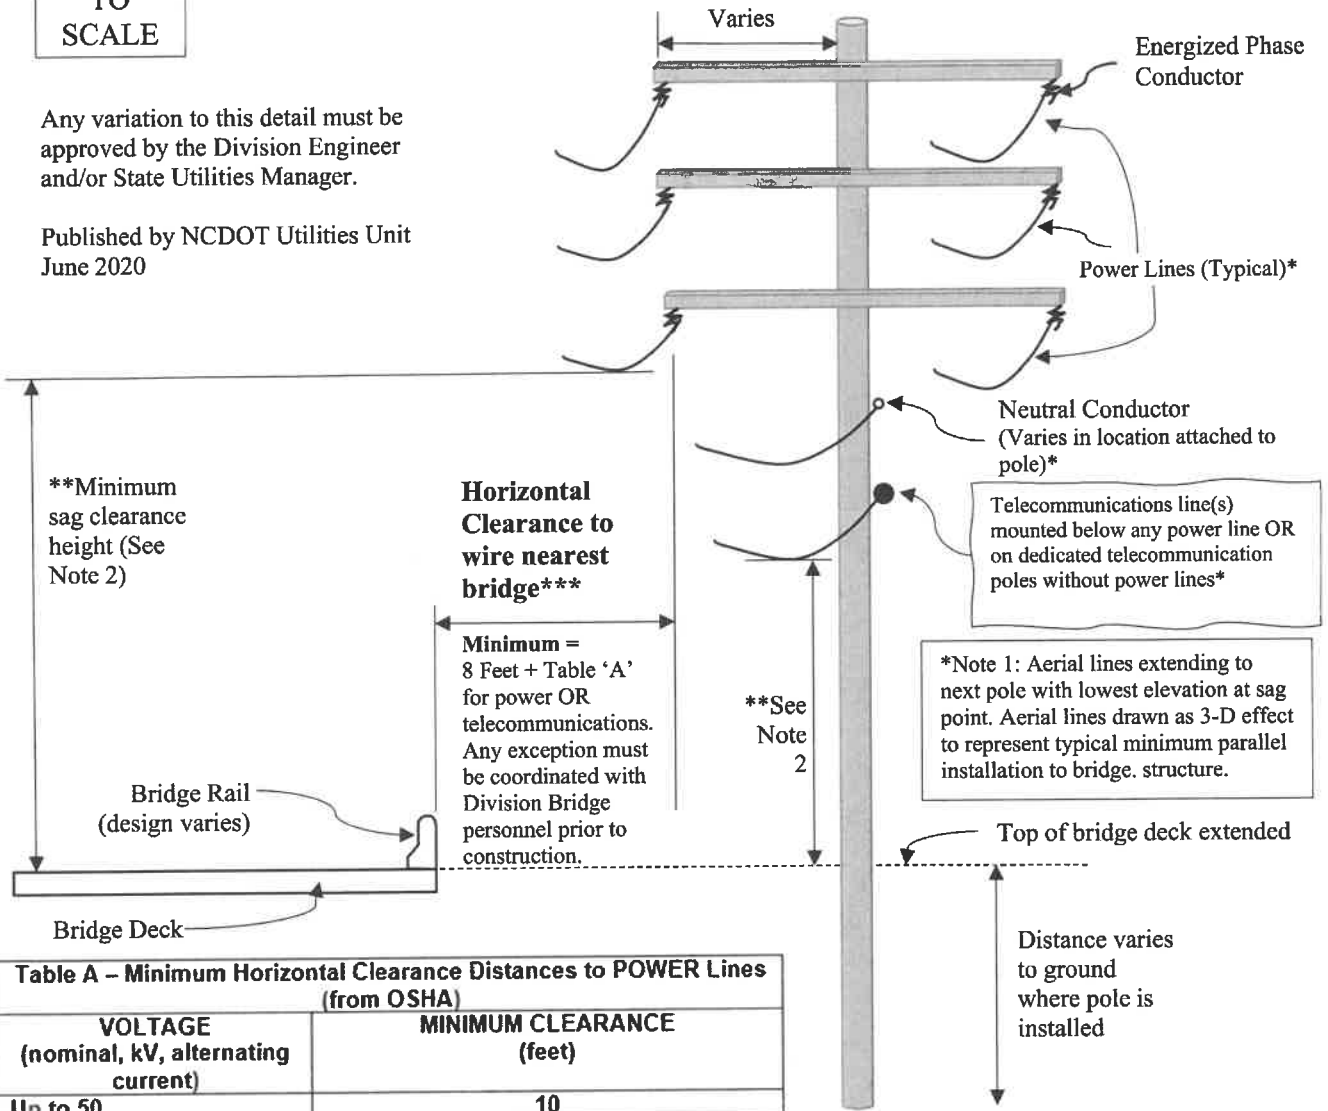 TO
SCALE
Any variation to this detail must be
approved by the Division Engineer
and/or State Utilities Manager.
Published by NCDOT Utilities Unit
June 2020
Varies
Energized Phase
Conductor
Power Lines (Typical)*
Neutral Conductor
(Varies in location attached to
pole)*
Telecommunications line(s)
mounted below any power line OR
on dedicated telecommunication
poles without power lines*
**Minimum
sag clearance
height (See
Note 2)
Horizontal
Clearance to
wire nearest
bridge***
Minimum =
8 Feet + Table ‘A’
for power OR
telecommunications.
Any exception must
be coordinated with
Division Bridge
personnel prior to
construction.
**See
Note
2
*Note 1: Aerial lines extending to
next pole with lowest elevation at sag
point. Aerial lines drawn as 3-D effect
to represent typical minimum parallel
installation to bridge. structure.
Bridge Rail
(design varies)
Top of bridge deck extended
Bridge Deck
Distance varies
to ground
where pole is
installed
Table A – Minimum Horizontal Clearance Distances to POWER Lines
(from OSHA)
VOLTAGE
(nominal, kV, alternating
current)
MINIMUM CLEARANCE
(feet)
Up to 50
10